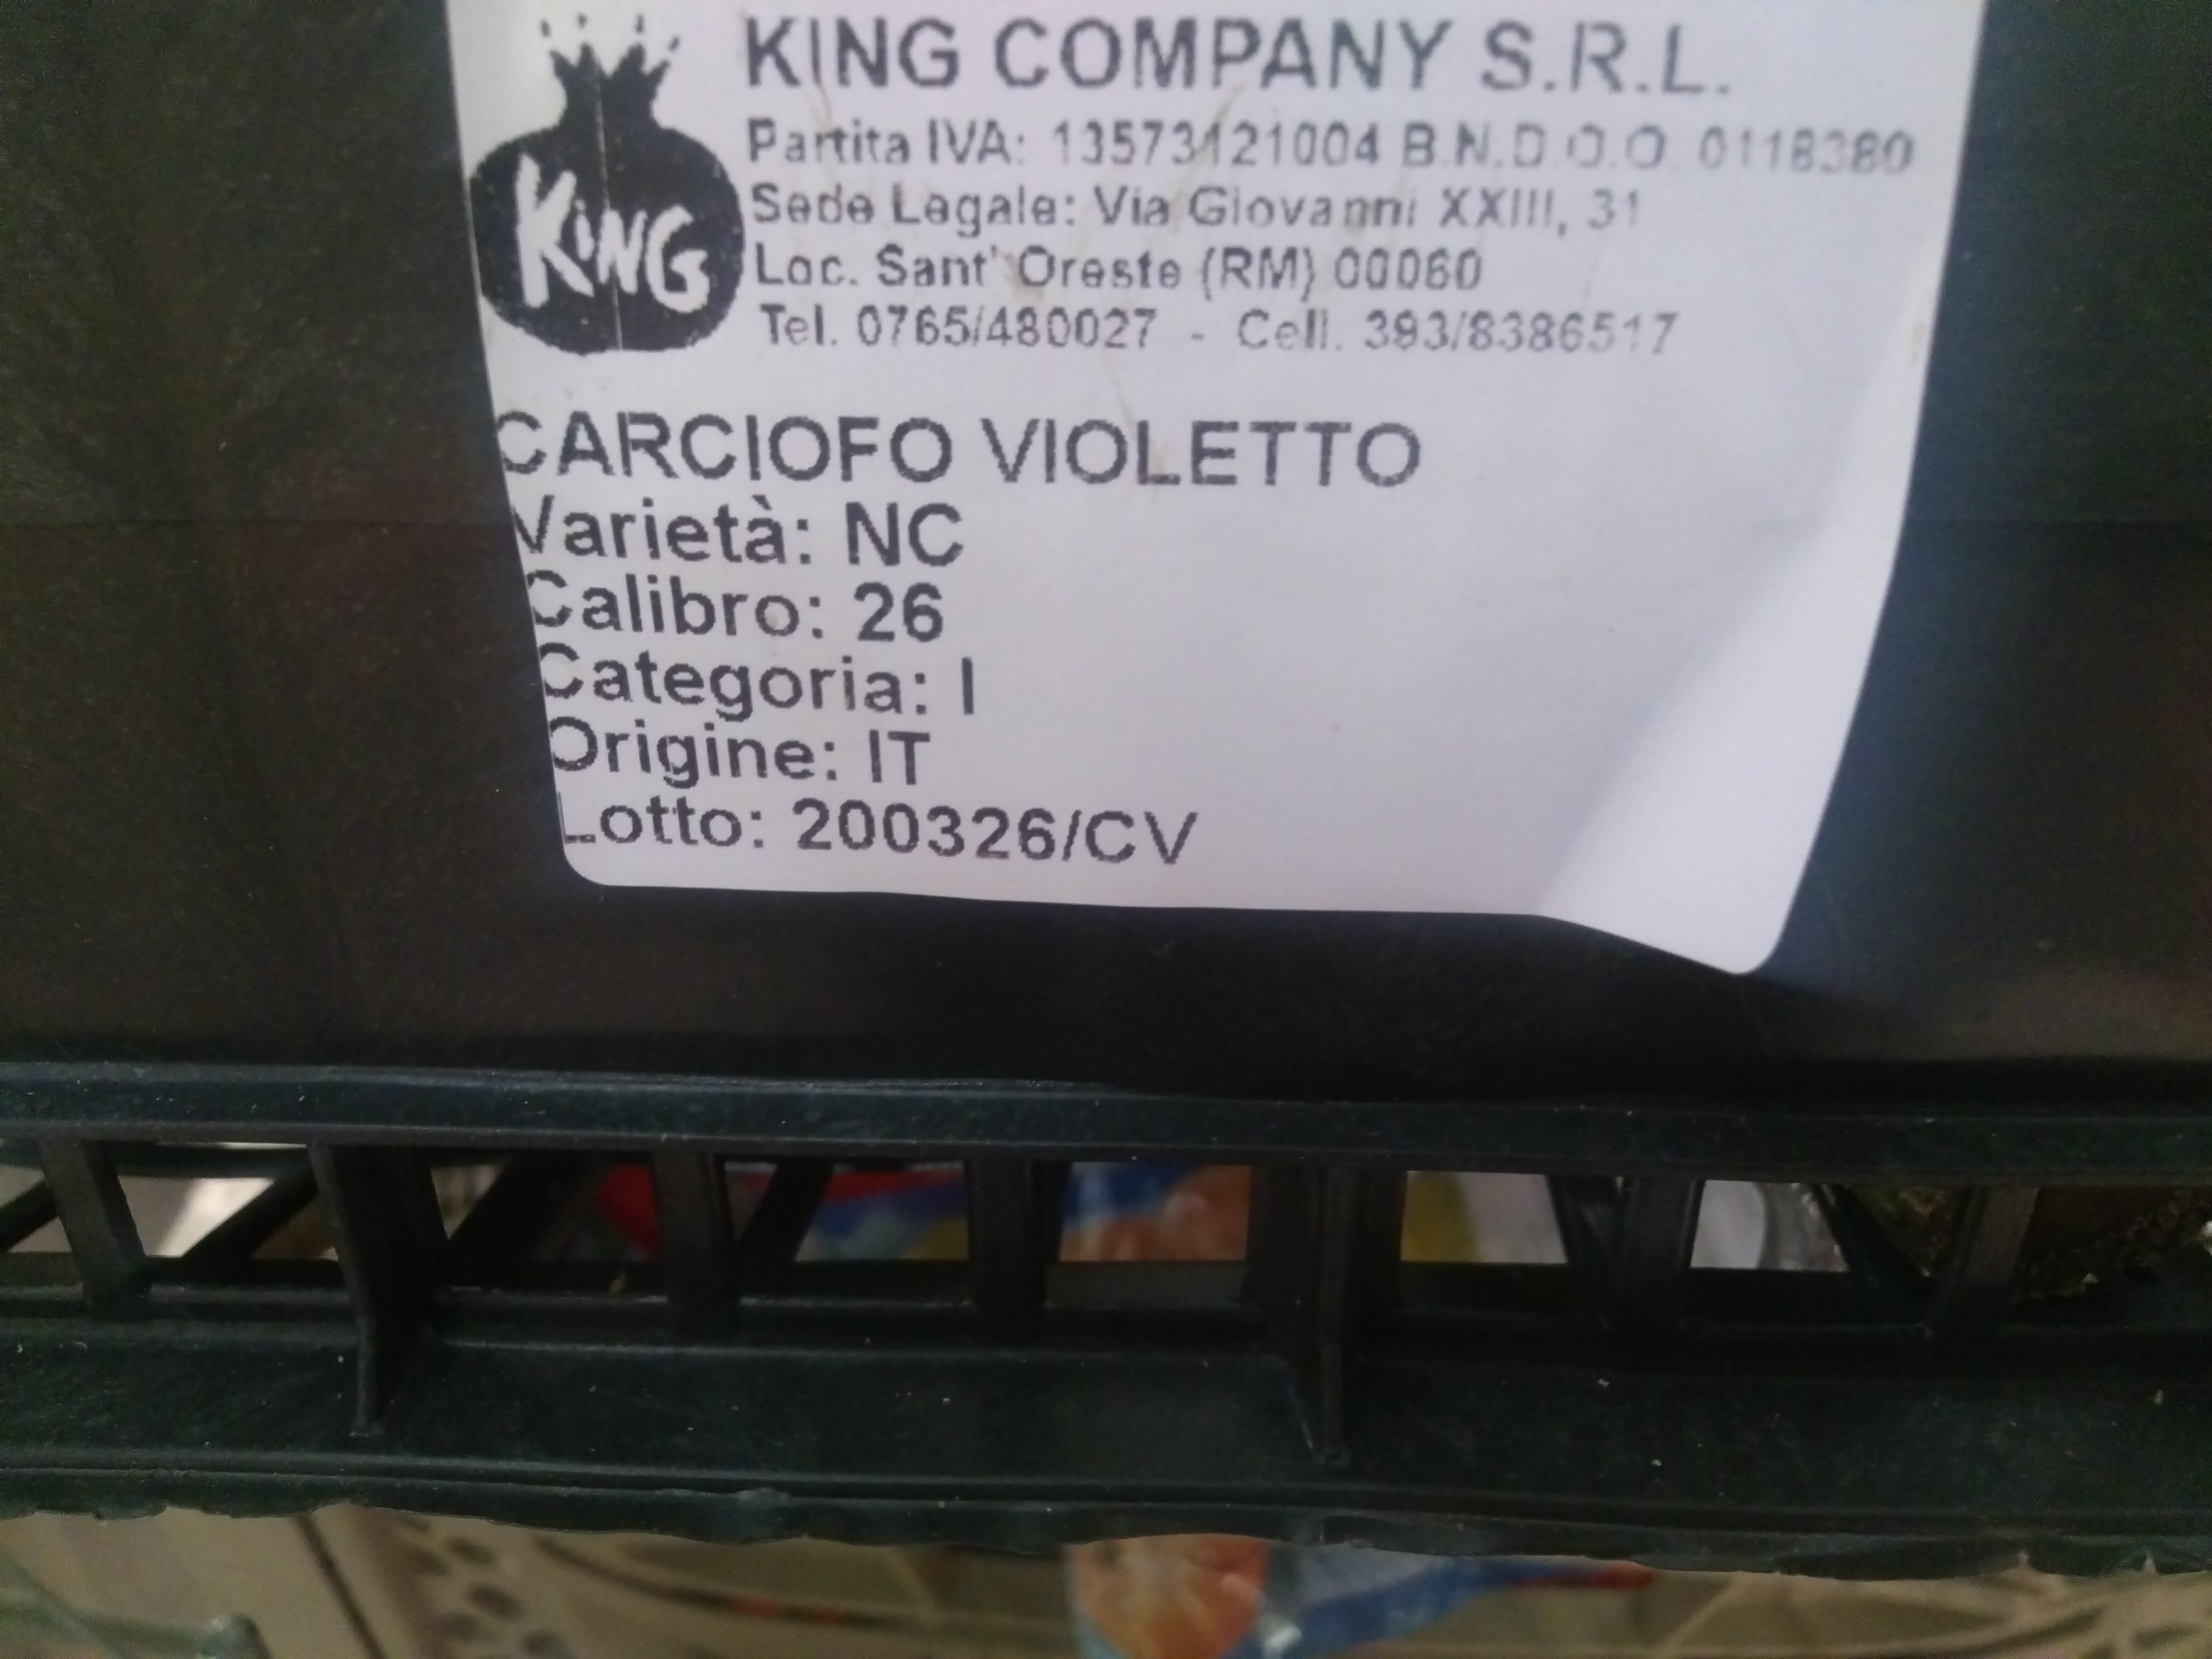 KING COMPANY S.R.L.
Partita IVA: 13573121004 B.N.D.O.O. 0118380
Sede Legale: Via Giovanni XXIII, 31
Loc. Sant' Oreste (RM) 00060
Tel. 0765/480027 - Cell. 393/8386517
KING
CARCIOFO VIOLETTO
Varietà: NC
Calibro: 26
Categoria: I
Origine: IT
Lotto: 200326/CV